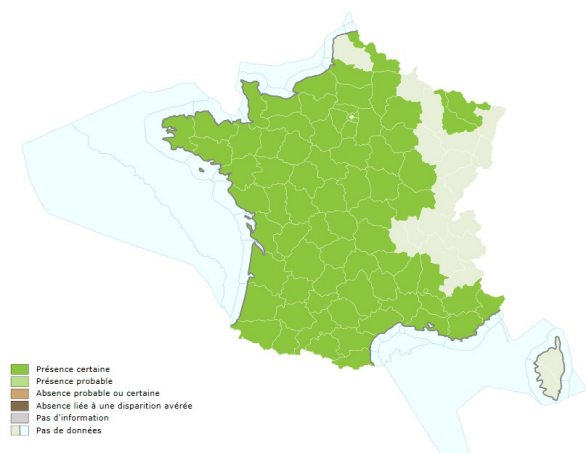 Présence certaine
Présence probable
Absence probable ou certaine
Absence liée à une disparition avérée
Pas d'information
Pas de données